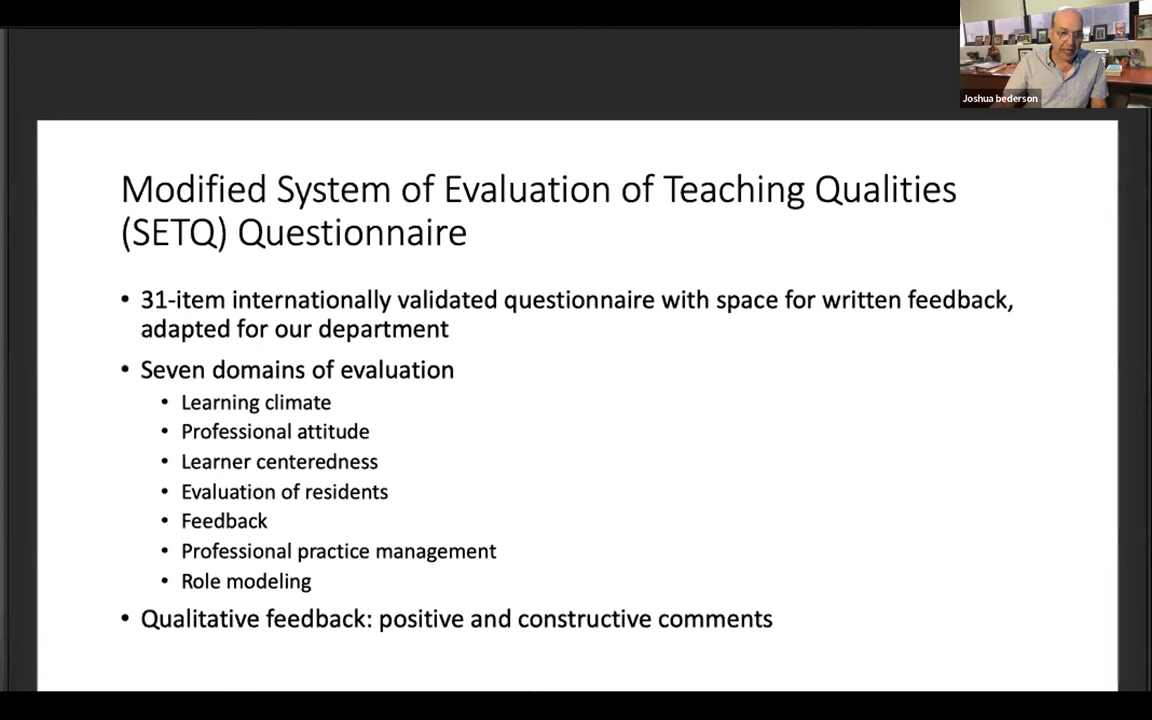 Joshua bederson
Modified System of Evaluation of Teaching Qualities
(SETQ) Questionnaire
• 31-item internationally validated questionnaire with space for written feedback,
adapted for our department
• Seven domains of evaluation
• Learning climate
• Professional attitude
• Learner centeredness
• Evaluation of residents
• Feedback
• Professional practice management
• Role modeling
• Qualitative feedback: positive and constructive comments